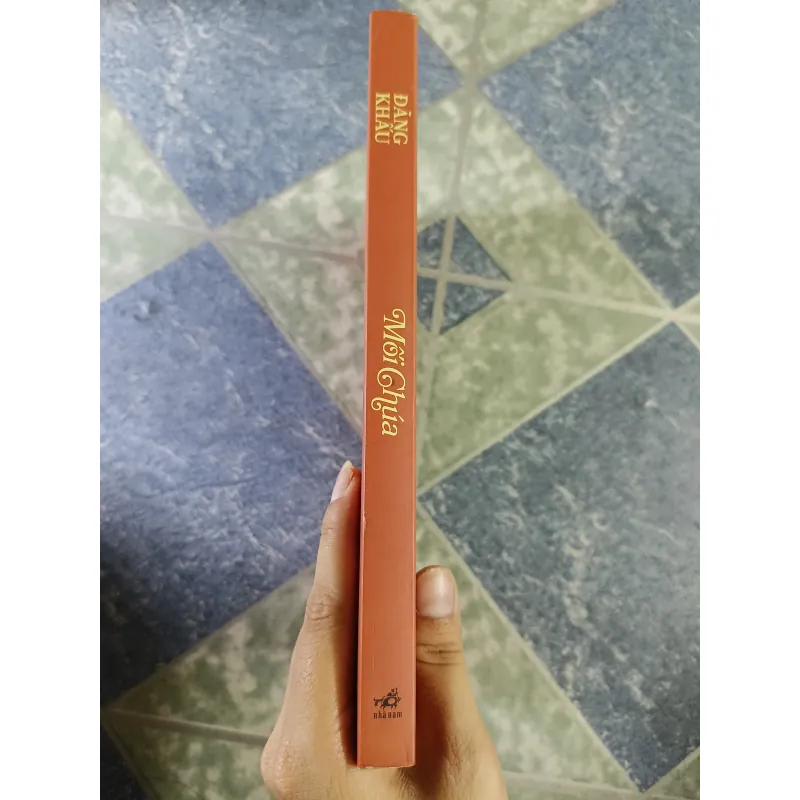 ĐẶNG
KHẤU
Mối Chúa
nhã nam